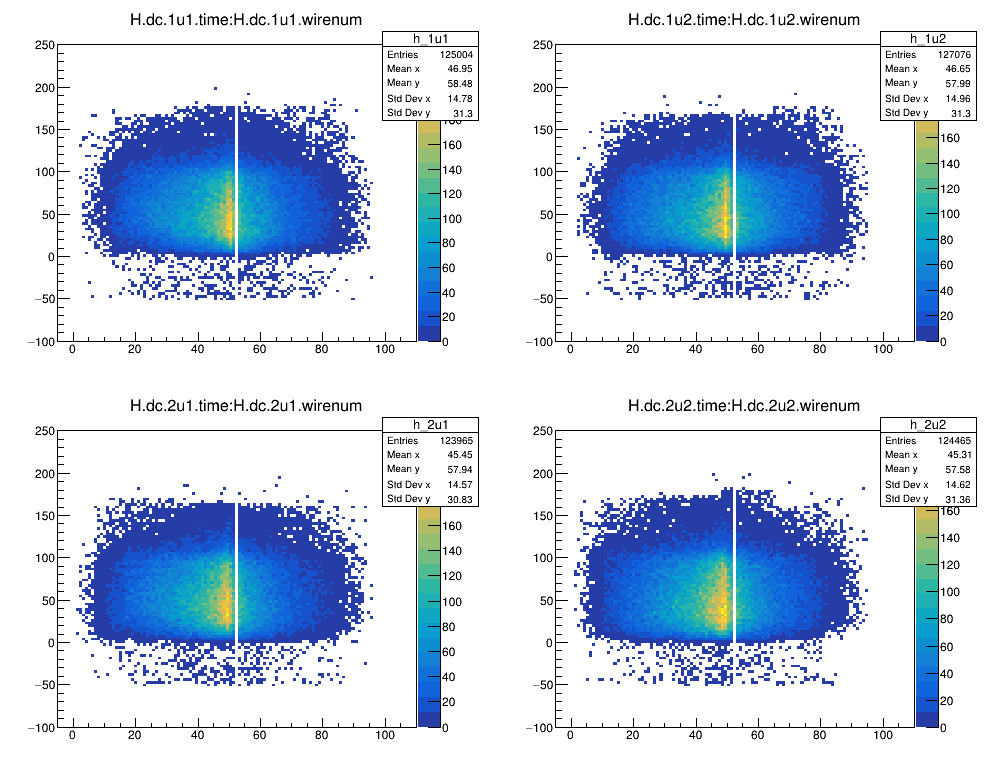 H.dc.1u1.time:H.dc.1u1.wirenum
h_1u1
Entries 125004
Mean x 46.95
Mean y 58.48
Std Dev x 14.78
Std Dev y 31.3
250
200
150
100
50
0
−50
−100
0 20 40 60 80 100
160
140
120
100
80
60
40
20
0
H.dc.1u2.time:H.dc.1u2.wirenum
h_1u2
Entries 127076
Mean x 46.65
Mean y 57.99
Std Dev x 14.96
Std Dev y 31.3
250
200
150
100
50
0
−50
−100
0 20 40 60 80 100
160
140
120
100
80
60
40
20
0
H.dc.2u1.time:H.dc.2u1.wirenum
h_2u1
Entries 123965
Mean x 45.45
Mean y 57.94
Std Dev x 14.57
Std Dev y 30.83
250
200
150
100
50
0
−50
−100
0 20 40 60 80 100
160
140
120
100
80
60
40
20
0
H.dc.2u2.time:H.dc.2u2.wirenum
h_2u2
Entries 124465
Mean x 45.31
Mean y 57.58
Std Dev x 14.62
Std Dev y 31.36
250
200
150
100
50
0
−50
−100
0 20 40 60 80 100
160
140
120
100
80
60
40
20
0